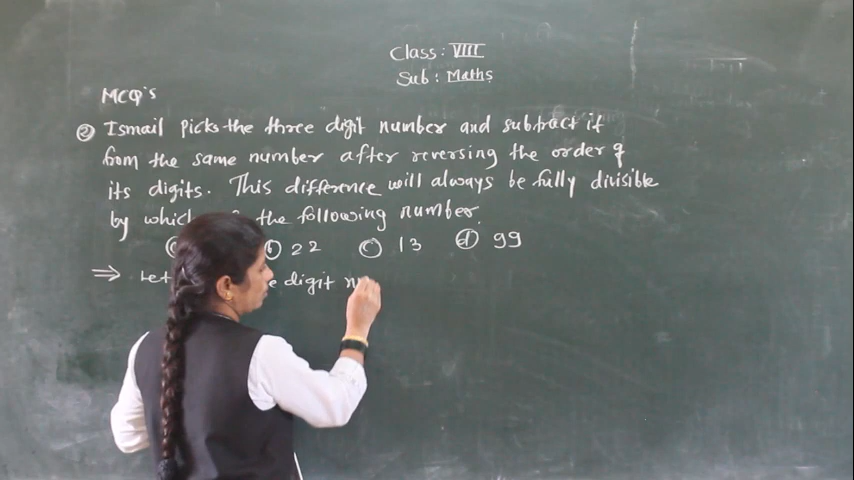 Class: VIII
Sub: Maths
MCQ's
② Ismail Picks the three digit number and subtract it
from the same number after reversing the order of
its digits. This difference will always be fully divisible
by the following number.
22 ⓒ 13 ⓓ 99
⇒ Let digit